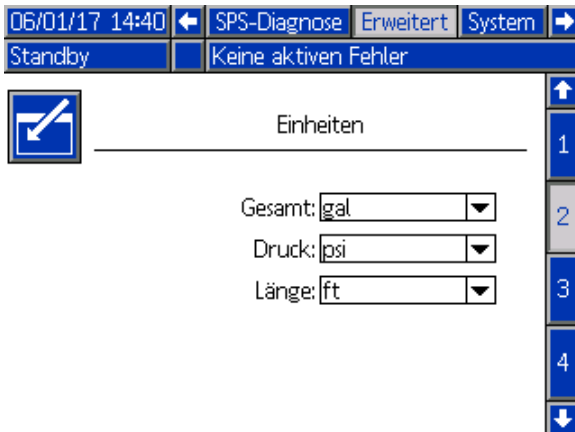 06/01/17 14:40 SPS-Diagnose Erweitert System
Standby Keine aktiven Fehler
Einheiten
1
Gesamt: gal
2
Druck: psi
Länge: ft
3
4